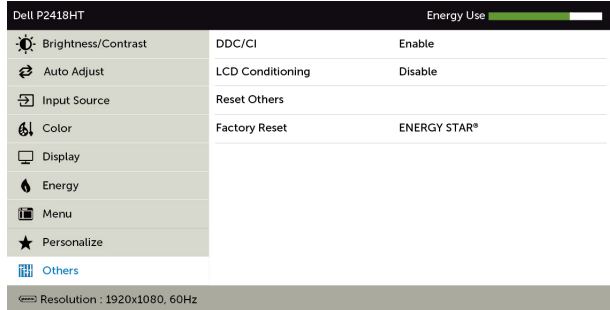 Dell P2418HT Energy Use
Brightness/Contrast DDC/CI Enable
Auto Adjust LCD Conditioning Disable
Input Source Reset Others
Color Factory Reset ENERGY STAR®
Display
Energy
Menu
Personalize
Others
Resolution : 1920x1080, 60Hz